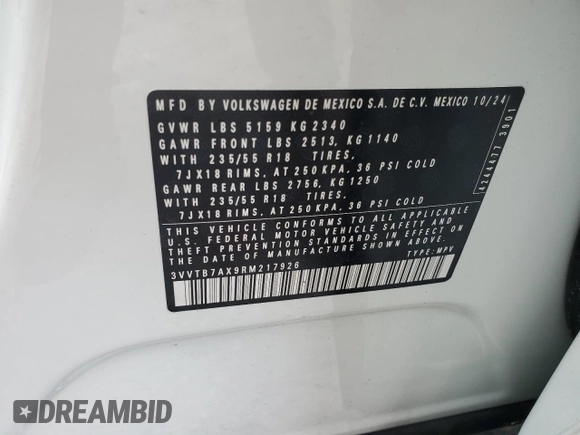 MFD BY VOLKSWAGEN DE MEXICO S.A. DE C.V. MEXICO 10/24
GVWR LBS 5159 KG 2340
GAWR FRONT LBS 2513, KG 1140
WITH 235/55 R18 TIRES,
7JX18 RIMS, AT 250 KPA, 36 PSI COLD
GAWR REAR LBS 2756, KG 1250
WITH 235/55 R18 TIRES,
7JX18 RIMS, AT 250 KPA, 36 PSI COLD
THIS VEHICLE CONFORMS TO ALL APPLICABLE
U.S. FEDERAL MOTOR VEHICLE SAFETY AND
THEFT PREVENTION STANDARDS IN EFFECT ON
THE DATE OF MANUFACTURE SHOWN ABOVE.
3VVTB7AX9RM217926 TYPE: MPV
4244477 3901
DREAMBID